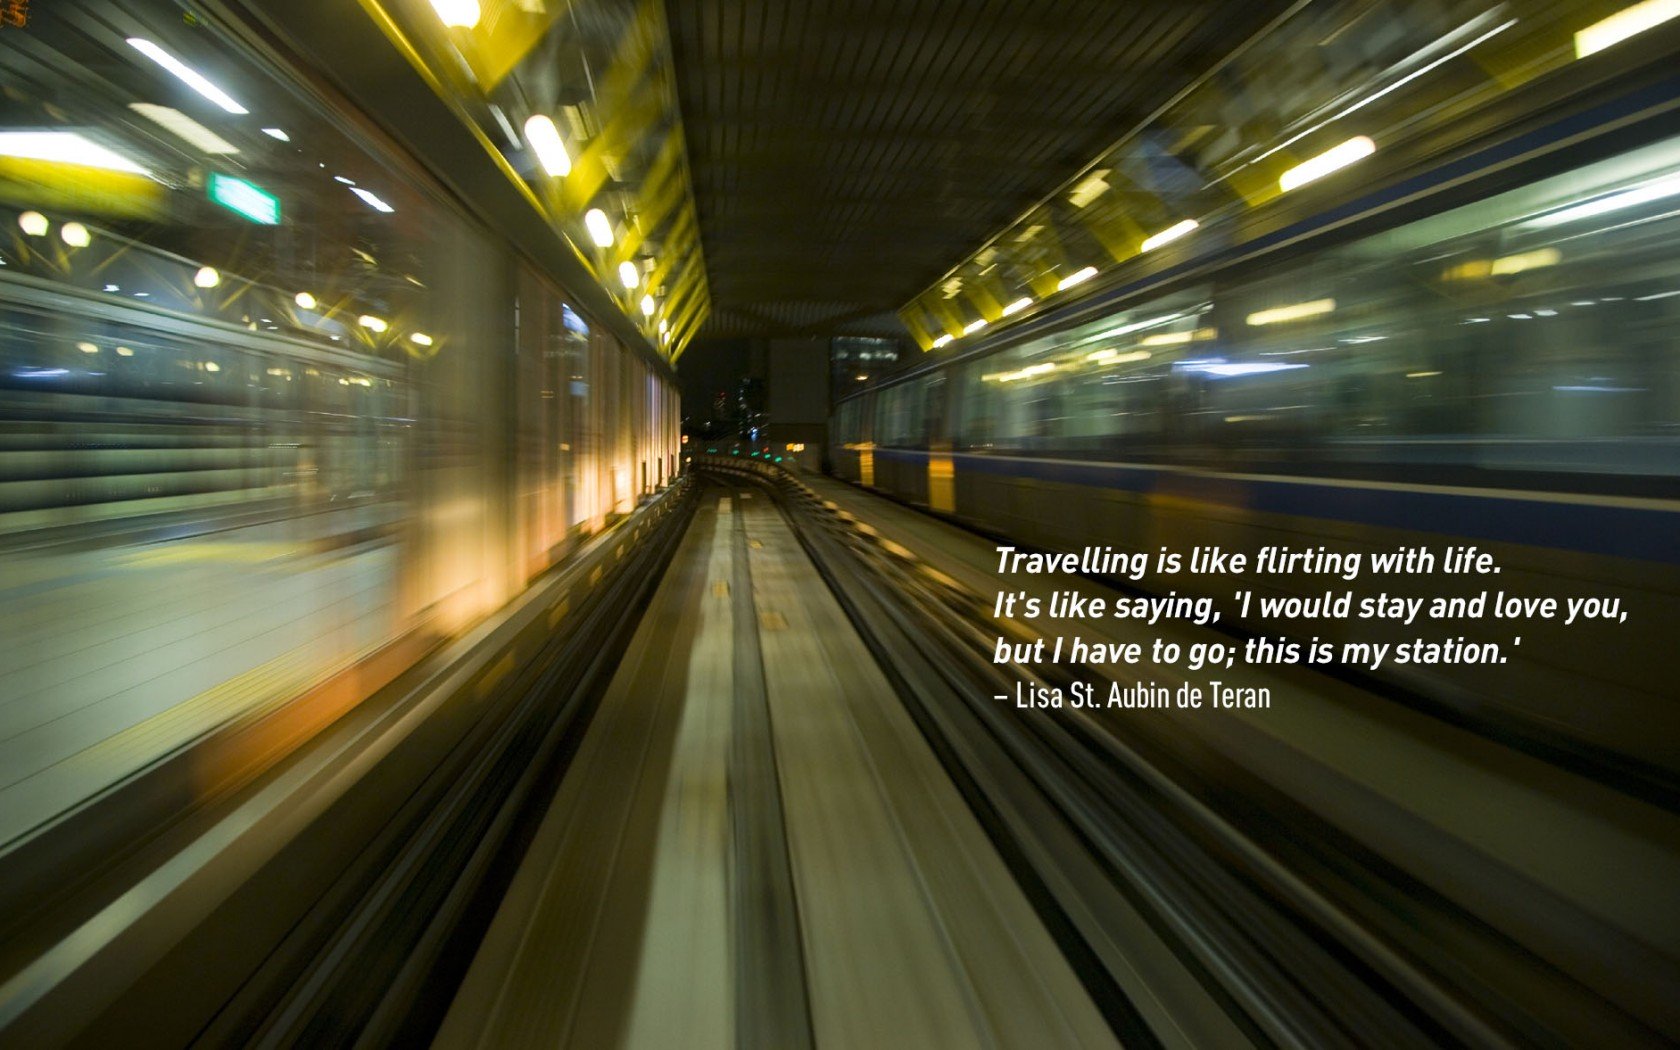 Travelling is like flirting with life.
It's like saying, 'I would stay and love you,
but I have to go; this is my station.'
– Lisa St. Aubin de Teran